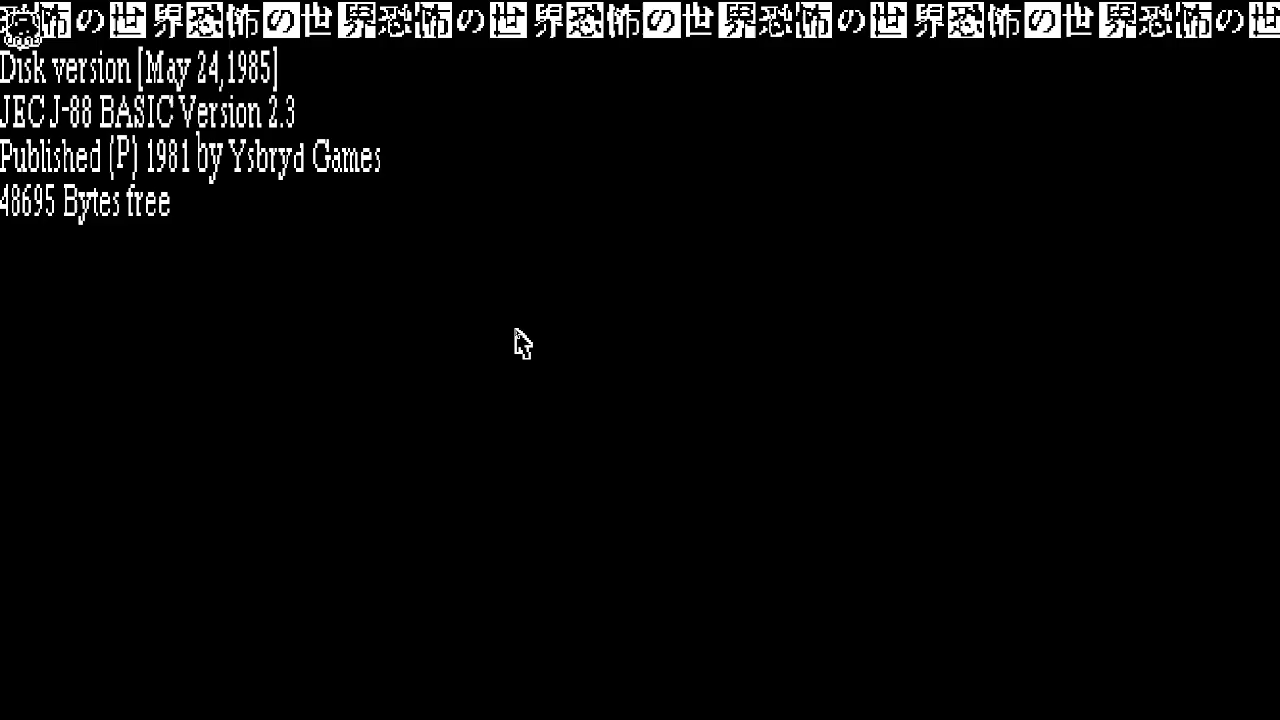 恐怖の世界恐怖の世界恐怖の世界恐怖の世界恐怖の世界恐怖の世界恐怖の世
Disk version [May 24,1985]
JEC J-88 BASIC Version 2.3
Published (P) 1981 by Ysbryd Games
48695 Bytes free